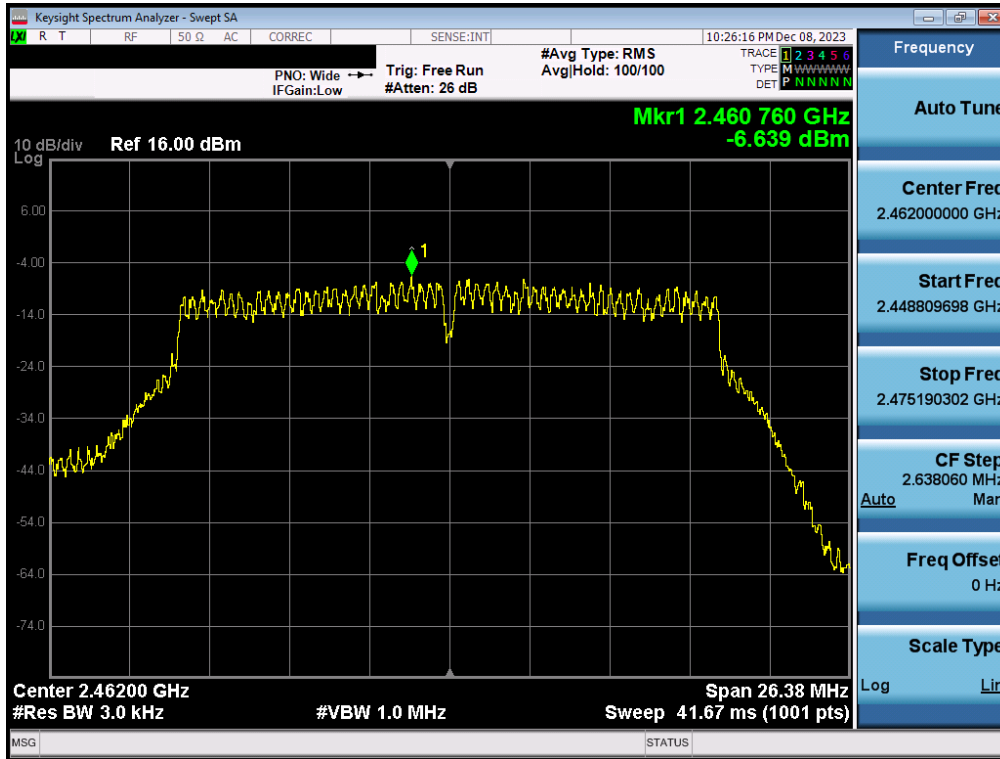 Keysight Spectrum Analyzer - Swept SA
LXI R T RF 50 Ω AC CORREC SENSE:INT 10:26:16 PM Dec 08, 2023
PNO: Wide Trig: Free Run #Avg Type: RMS TRACE 1 2 3 4 5 6
IFGain:Low #Atten: 26 dB Avg|Hold: 100/100 TYPE M W W W W W
DET P N N N N N
Mkr1 2.460 760 GHz
-6.639 dBm
10 dB/div Ref 16.00 dBm
Log
6.00
1
-4.00
-14.0
-24.0
-34.0
-44.0
-54.0
-64.0
-74.0
Center 2.46200 GHz Span 26.38 MHz
#Res BW 3.0 kHz #VBW 1.0 MHz Sweep 41.67 ms (1001 pts)
MSG STATUS
Frequency
Auto Tune
Center Freq
2.462000000 GHz
Start Freq
2.448809698 GHz
Stop Freq
2.475190302 GHz
CF Step
2.638060 MHz
Auto Man
Freq Offset
0 Hz
Scale Type
Log Lin